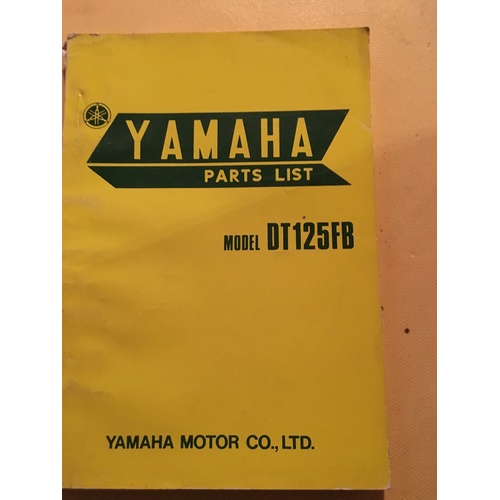 YAMAHA
PARTS LIST
MODEL DT125FB
YAMAHA MOTOR CO., LTD.